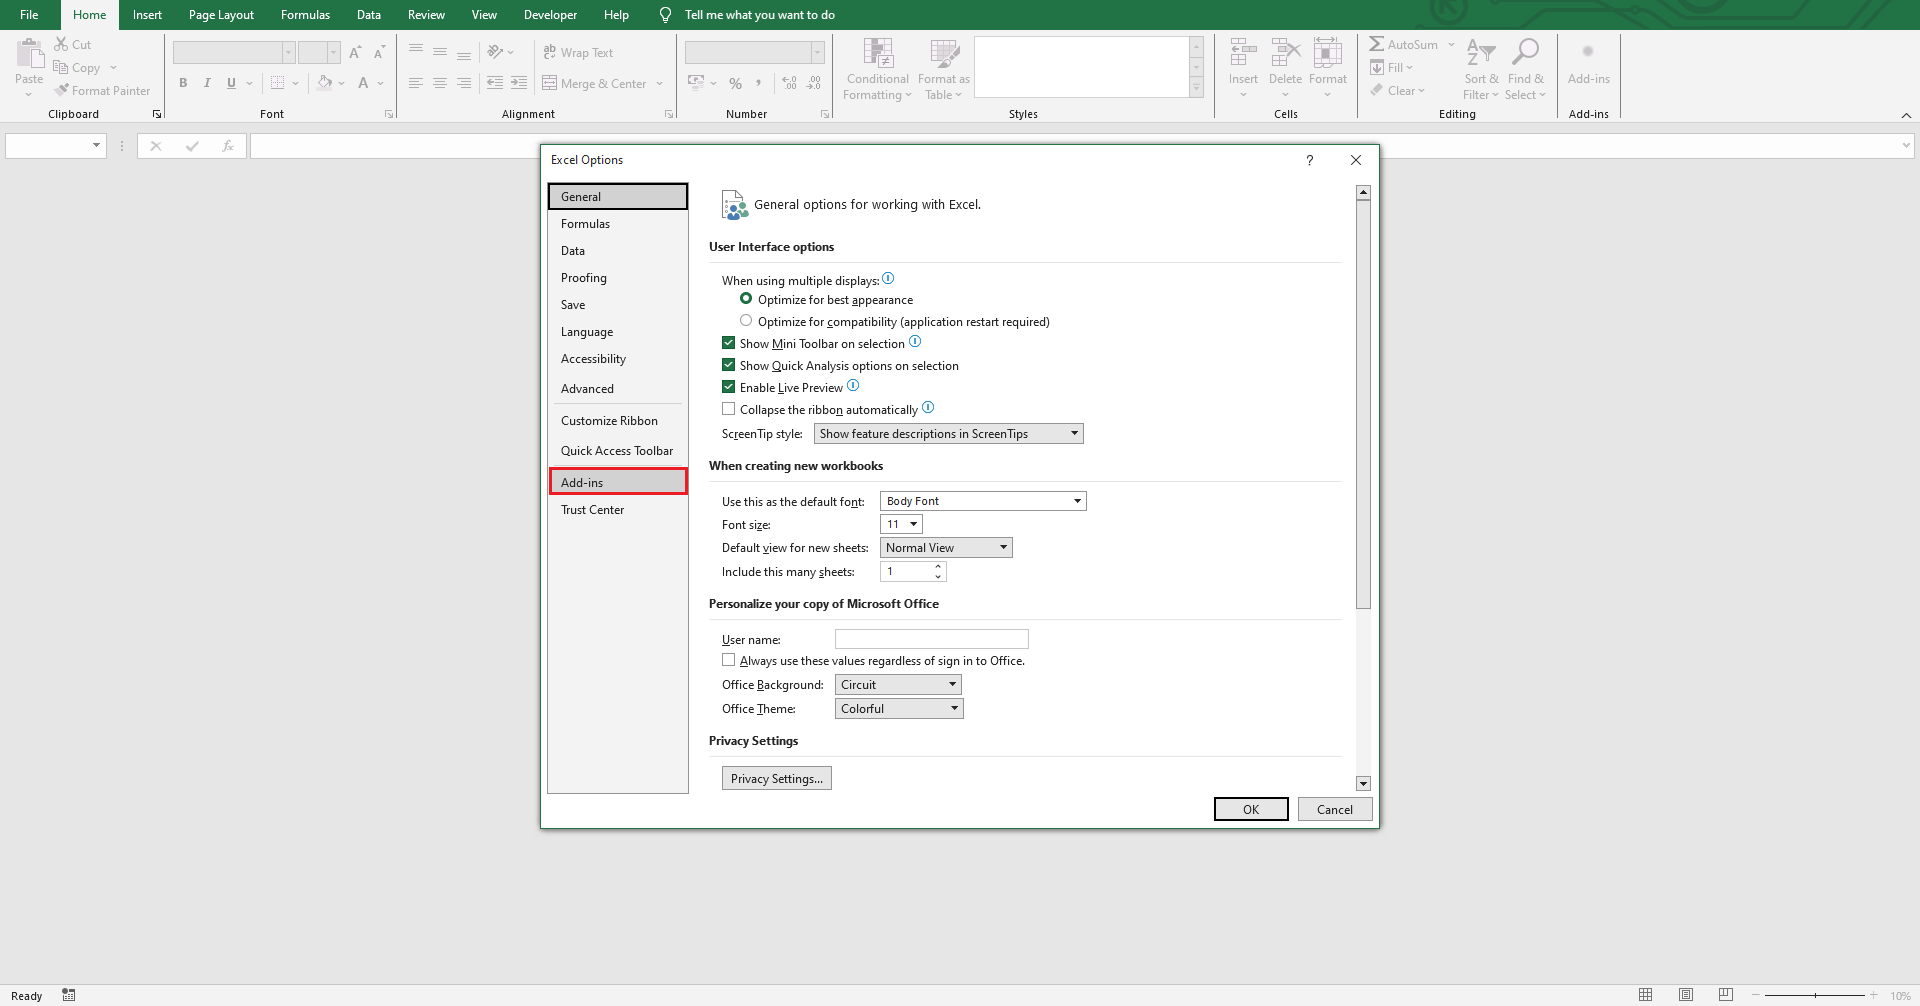 File Home Insert Page Layout Formulas Data Review View Developer Help Tell me what you want to do
Paste
Cut
Copy
Format Painter
Clipboard
B I U A
Font
Wrap Text
Merge & Center
Alignment
% ,
Number
Conditional
Formatting
Format as
Table
Styles
Insert
Delete
Format
Cells
AutoSum
Fill
Clear
Sort &
Filter
Find &
Select
Editing
Add-ins
Add-ins
fx
Excel Options ?
General
Formulas
Data
Proofing
Save
Language
Accessibility
Advanced
Customize Ribbon
Quick Access Toolbar
Add-ins
Trust Center
General options for working with Excel.
User Interface options
When using multiple displays:
Optimize for best appearance
Optimize for compatibility (application restart required)
Show Mini Toolbar on selection
Show Quick Analysis options on selection
Enable Live Preview
Collapse the ribbon automatically
ScreenTip style: Show feature descriptions in ScreenTips
When creating new workbooks
Use this as the default font: Body Font
Font size: 11
Default view for new sheets: Normal View
Include this many sheets: 1
Personalize your copy of Microsoft Office
User name:
Always use these values regardless of sign in to Office.
Office Background: Circuit
Office Theme: Colorful
Privacy Settings
Privacy Settings...
OK Cancel
Ready 10%